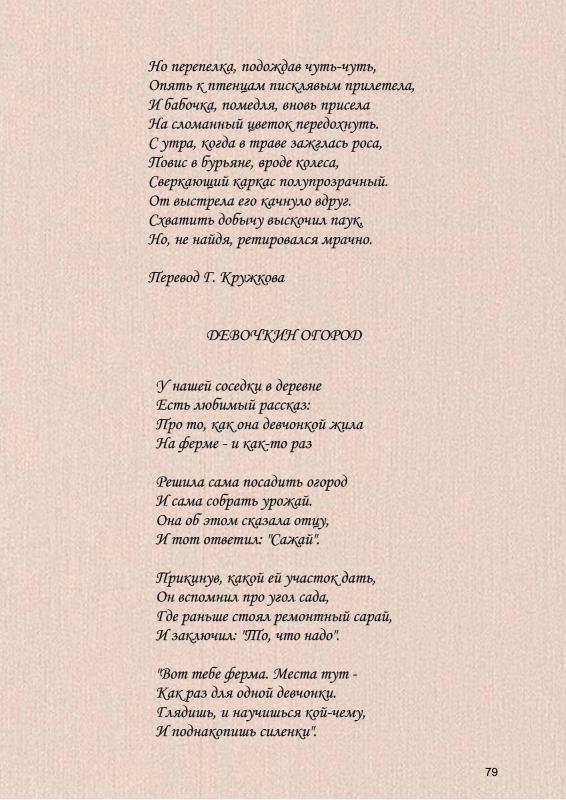 Но перепелка, подождав чуть-чуть,
Опять к птенцам писклявым прилетела,
И бабочка, помедля, вновь присела
На сломанный цветок передохнуть.
С утра, когда в траве зажглась роса,
Повис в бурьяне, вроде колеса,
Сверкающий каркас полупрозрачный.
От выстрела его качнуло вдруг.
Схватить добычу выскочил паук,
Но, не найдя, ретировался мрачно.
Перевод Г. Кружкова
ДЕВОЧКИН ОГОРОД
У нашей соседки в деревне
Есть любимый рассказ:
Про то, как она девчонкой жила
На ферме - и как-то раз
Решила сама посадить огород
И сама собрать урожай.
Она об этом сказала отцу,
И тот ответил: "Сажай".
Прикинув, какой ей участок дать,
Он вспомнил про угол сада,
Где раньше стоял ремонтный сарай,
И заключил: "То, что надо".
"Вот тебе ферма. Места тут -
Как раз для одной девчонки.
Глядишь, и научишься кой-чему,
И поднакопишь силенки".
79